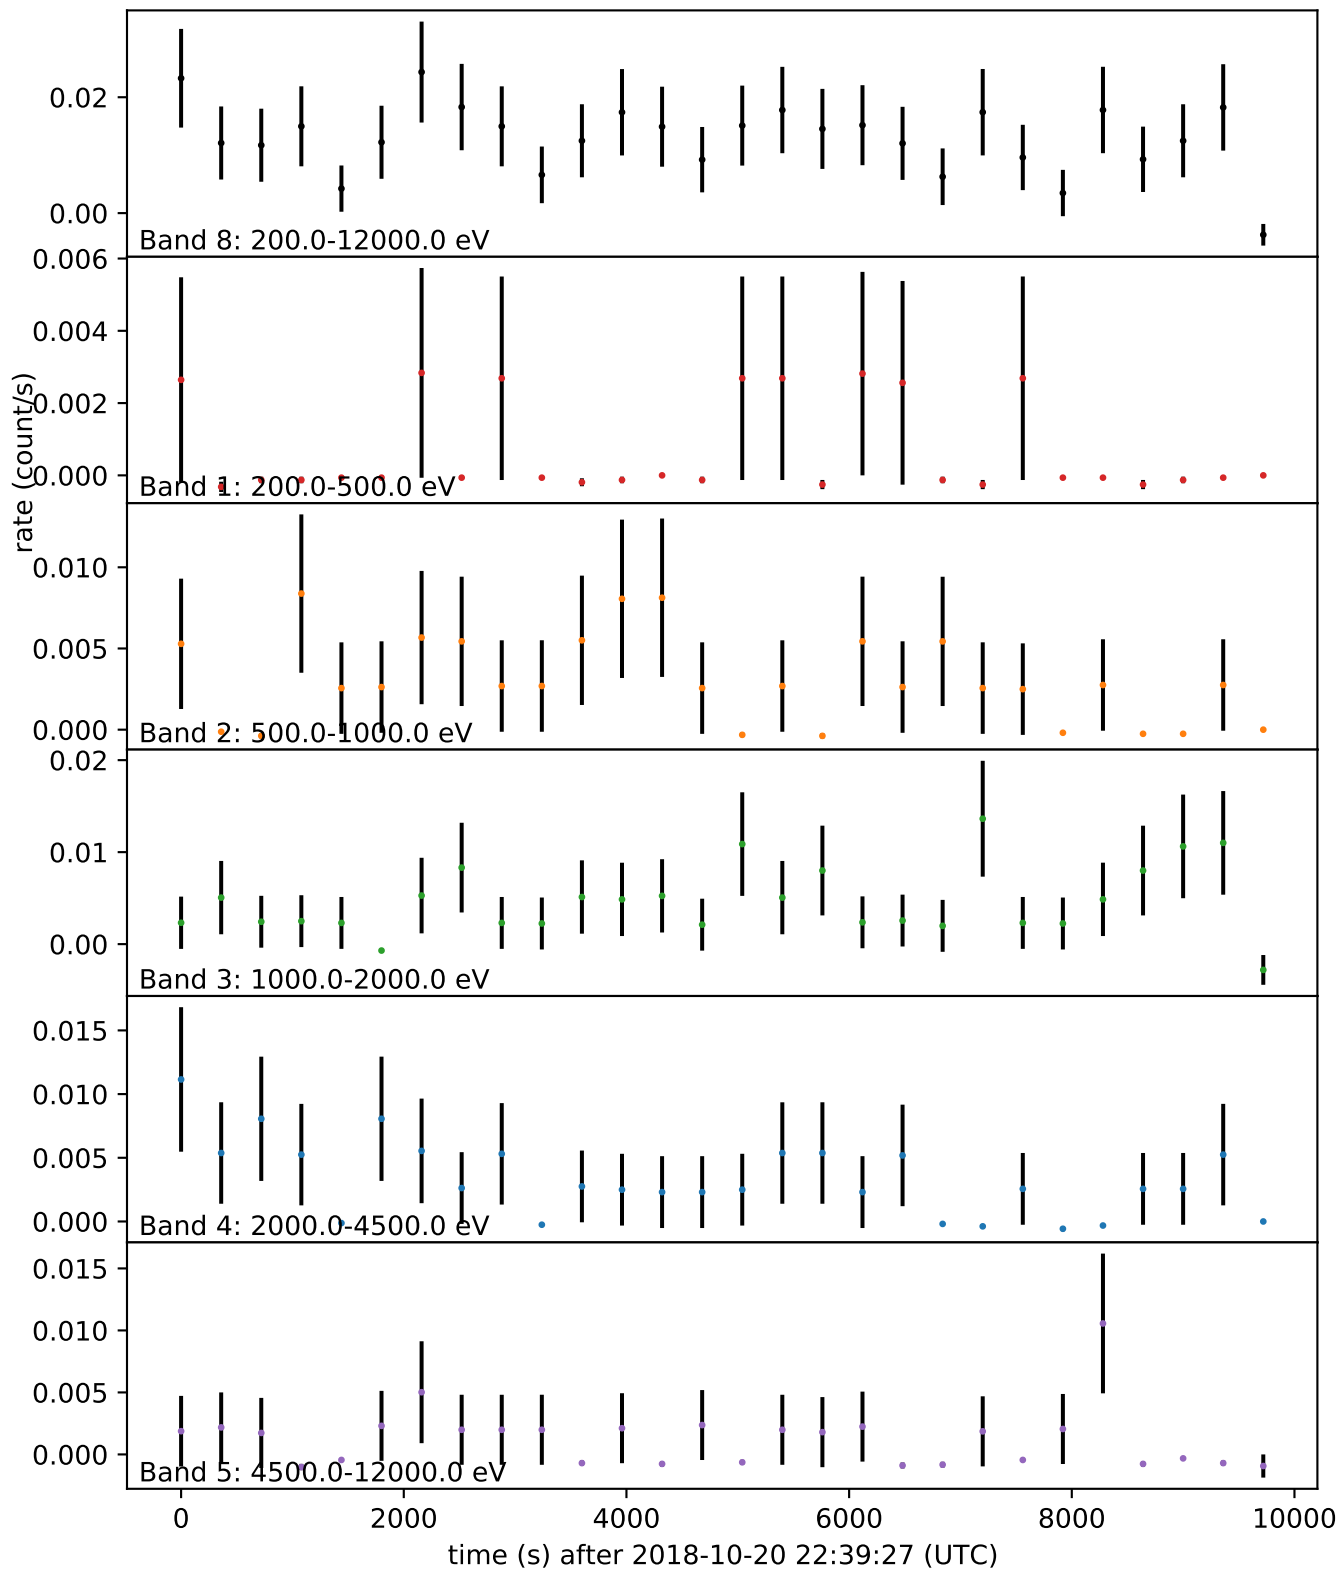 0.02
0.00
Band 8: 200.0-12000.0 eV
0.006
0.004
0.002
0.000
Band 1: 200.0-500.0 eV
rate (count/s)
0.010
0.005
0.000
Band 2: 500.0-1000.0 eV
0.02
0.01
0.00
Band 3: 1000.0-2000.0 eV
0.015
0.010
0.005
0.000
Band 4: 2000.0-4500.0 eV
0.015
0.010
0.005
0.000
Band 5: 4500.0-12000.0 eV
0 2000 4000 6000 8000 10000
time (s) after 2018-10-20 22:39:27 (UTC)